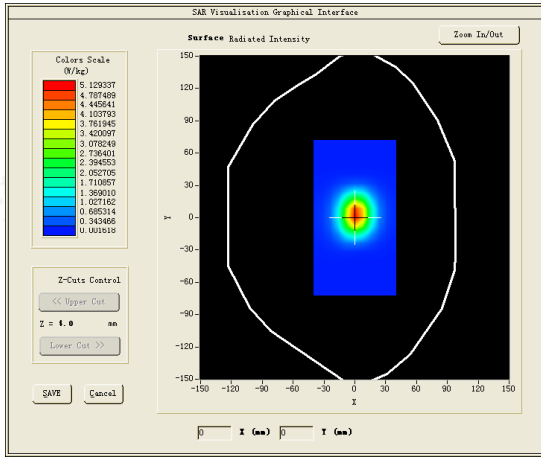 SAR Visualisation Graphical Interface
Surface Radiated Intensity
Zoom In/Out
Colors Scale
(W/kg)
5.129337
4.787489
4.445641
4.103793
3.761945
3.420097
3.078249
2.736401
2.394553
2.052705
1.710857
1.369010
1.027162
0.685314
0.343466
0.001618
150
120
90
60
30
0
-30
-60
-90
-120
-150
Y
-150 -120 -90 -60 -30 0 30 60 90 120 150
X
Z-Cuts Control
<< Upper Cut
Z = 4.0 mm
Lower Cut >>
SAVE
Cancel
0 X (mm) 0 Y (mm)